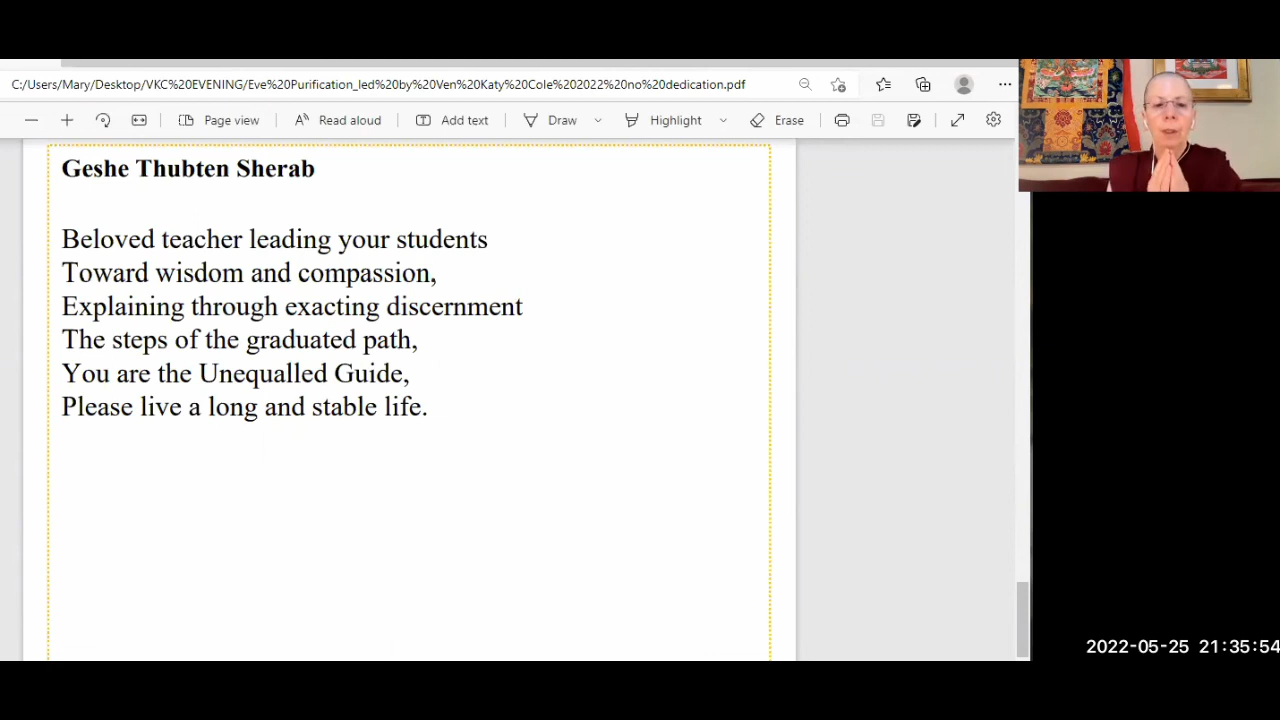 C:/Users/Mary/Desktop/VKC%20EVENING/Eve%20Purification_led%20by%20Ven%20Katy%20Cole%202022%20no%20dedication.pdf
Page view
Read aloud
Add text
Draw
Highlight
Erase
Geshe Thubten Sherab
Beloved teacher leading your students
Toward wisdom and compassion,
Explaining through exacting discernment
The steps of the graduated path,
You are the Unequalled Guide,
Please live a long and stable life.
2022-05-25 21:35:54